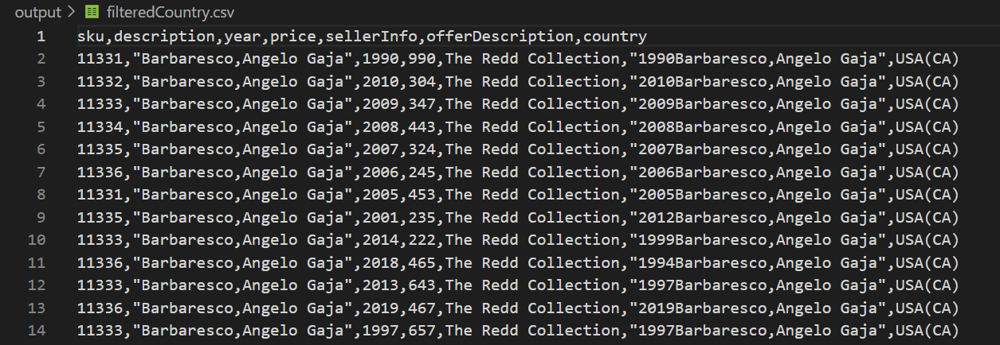 output > filteredCountry.csv
1 sku,description,year,price,sellerInfo,offerDescription,country
2 11331,"Barbaresco,Angelo Gaja",1990,990,The Redd Collection,"1990Barbaresco,Angelo Gaja",USA(CA)
3 11332,"Barbaresco,Angelo Gaja",2010,304,The Redd Collection,"2010Barbaresco,Angelo Gaja",USA(CA)
4 11333,"Barbaresco,Angelo Gaja",2009,347,The Redd Collection,"2009Barbaresco,Angelo Gaja",USA(CA)
5 11334,"Barbaresco,Angelo Gaja",2008,443,The Redd Collection,"2008Barbaresco,Angelo Gaja",USA(CA)
6 11335,"Barbaresco,Angelo Gaja",2007,324,The Redd Collection,"2007Barbaresco,Angelo Gaja",USA(CA)
7 11336,"Barbaresco,Angelo Gaja",2006,245,The Redd Collection,"2006Barbaresco,Angelo Gaja",USA(CA)
8 11331,"Barbaresco,Angelo Gaja",2005,453,The Redd Collection,"2005Barbaresco,Angelo Gaja",USA(CA)
9 11335,"Barbaresco,Angelo Gaja",2001,235,The Redd Collection,"2012Barbaresco,Angelo Gaja",USA(CA)
10 11333,"Barbaresco,Angelo Gaja",2014,222,The Redd Collection,"1999Barbaresco,Angelo Gaja",USA(CA)
11 11336,"Barbaresco,Angelo Gaja",2018,465,The Redd Collection,"1994Barbaresco,Angelo Gaja",USA(CA)
12 11333,"Barbaresco,Angelo Gaja",2013,643,The Redd Collection,"1997Barbaresco,Angelo Gaja",USA(CA)
13 11336,"Barbaresco,Angelo Gaja",2019,467,The Redd Collection,"2019Barbaresco,Angelo Gaja",USA(CA)
14 11333,"Barbaresco,Angelo Gaja",1997,657,The Redd Collection,"1997Barbaresco,Angelo Gaja",USA(CA)